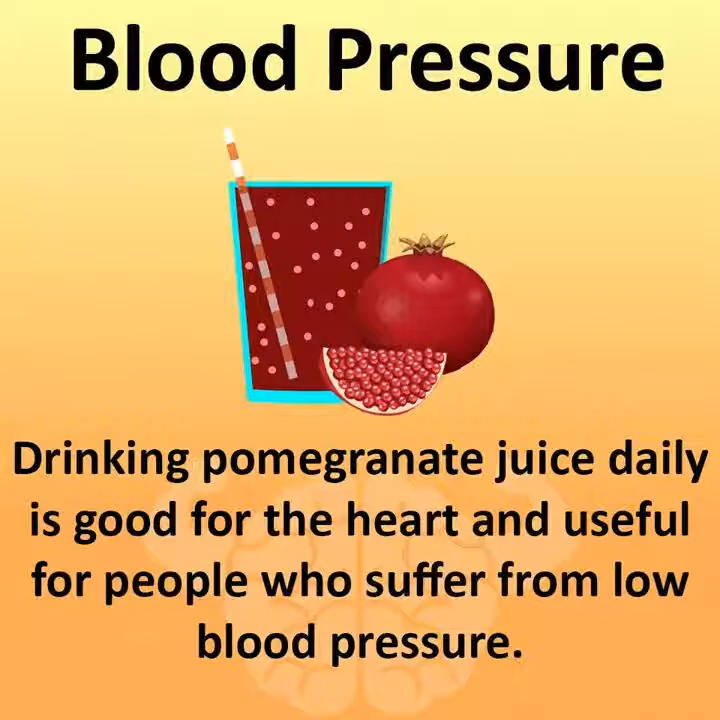 Blood Pressure
Drinking pomegranate juice daily
is good for the heart and useful
for people who suffer from low
blood pressure.